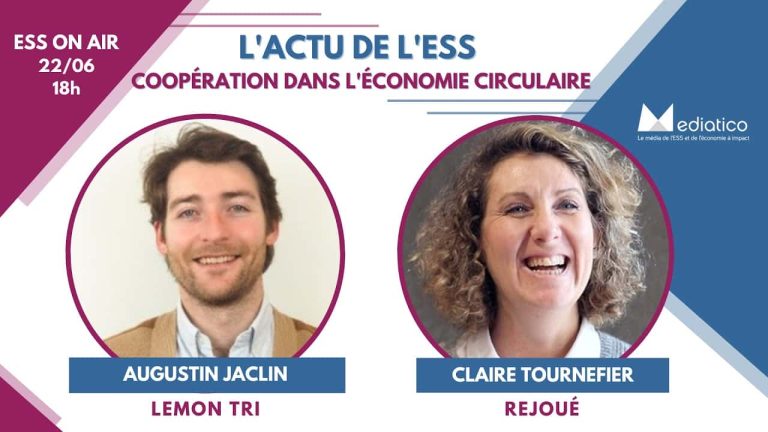 ESS ON AIR
22/06
18h
L'ACTU DE L'ESS
COOPÉRATION DANS L'ÉCONOMIE CIRCULAIRE
Mediatico
Le média de l'ESS et de l'économie à impact
AUGUSTIN JACLIN
LEMON TRI
CLAIRE TOURNEFIER
REJOUÉ